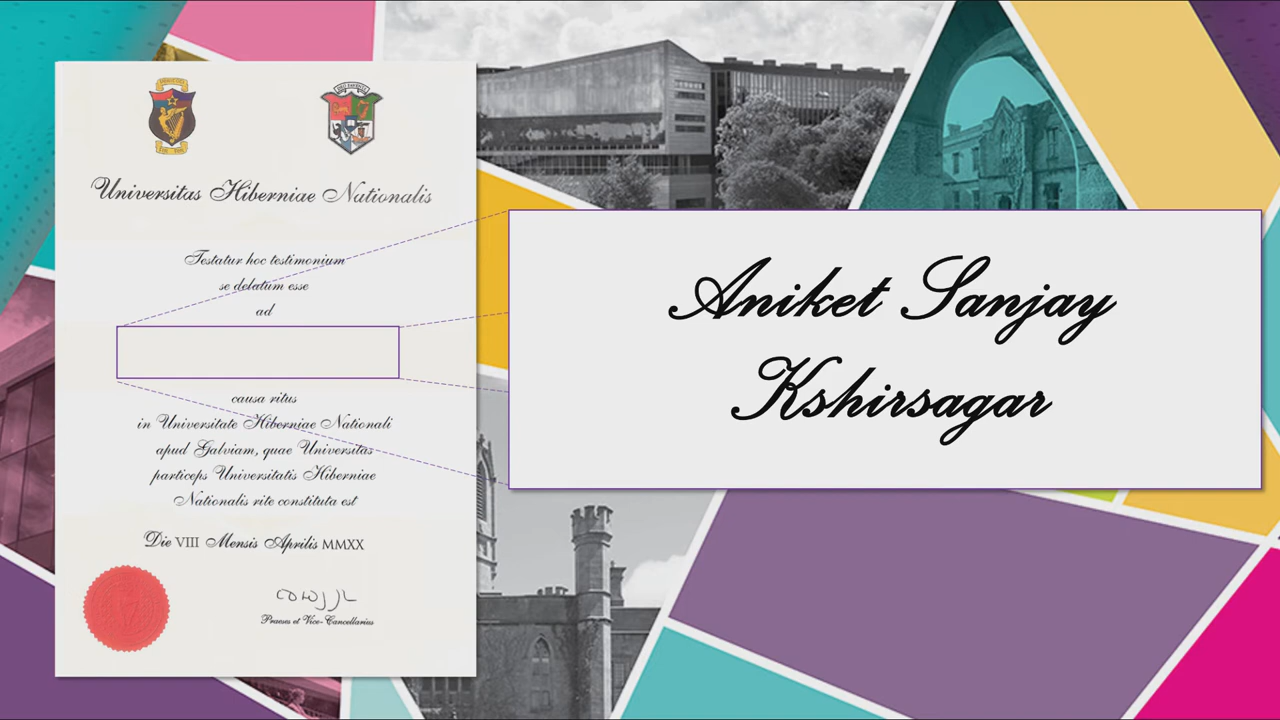 Universitas Hiberniae Nationalis
Testatur hoc testimonium
se delatum esse
ad
causa ritus
in Universitate Hiberniae Nationali
apud Galviam, quae Universitas
particeps Universitatis Hiberniae
Nationalis rite constituta est
Die VIII Mensis Aprilis MMXX
Praeses et Vice-Cancellarius
Aniket Sanjay
Kshirsagar